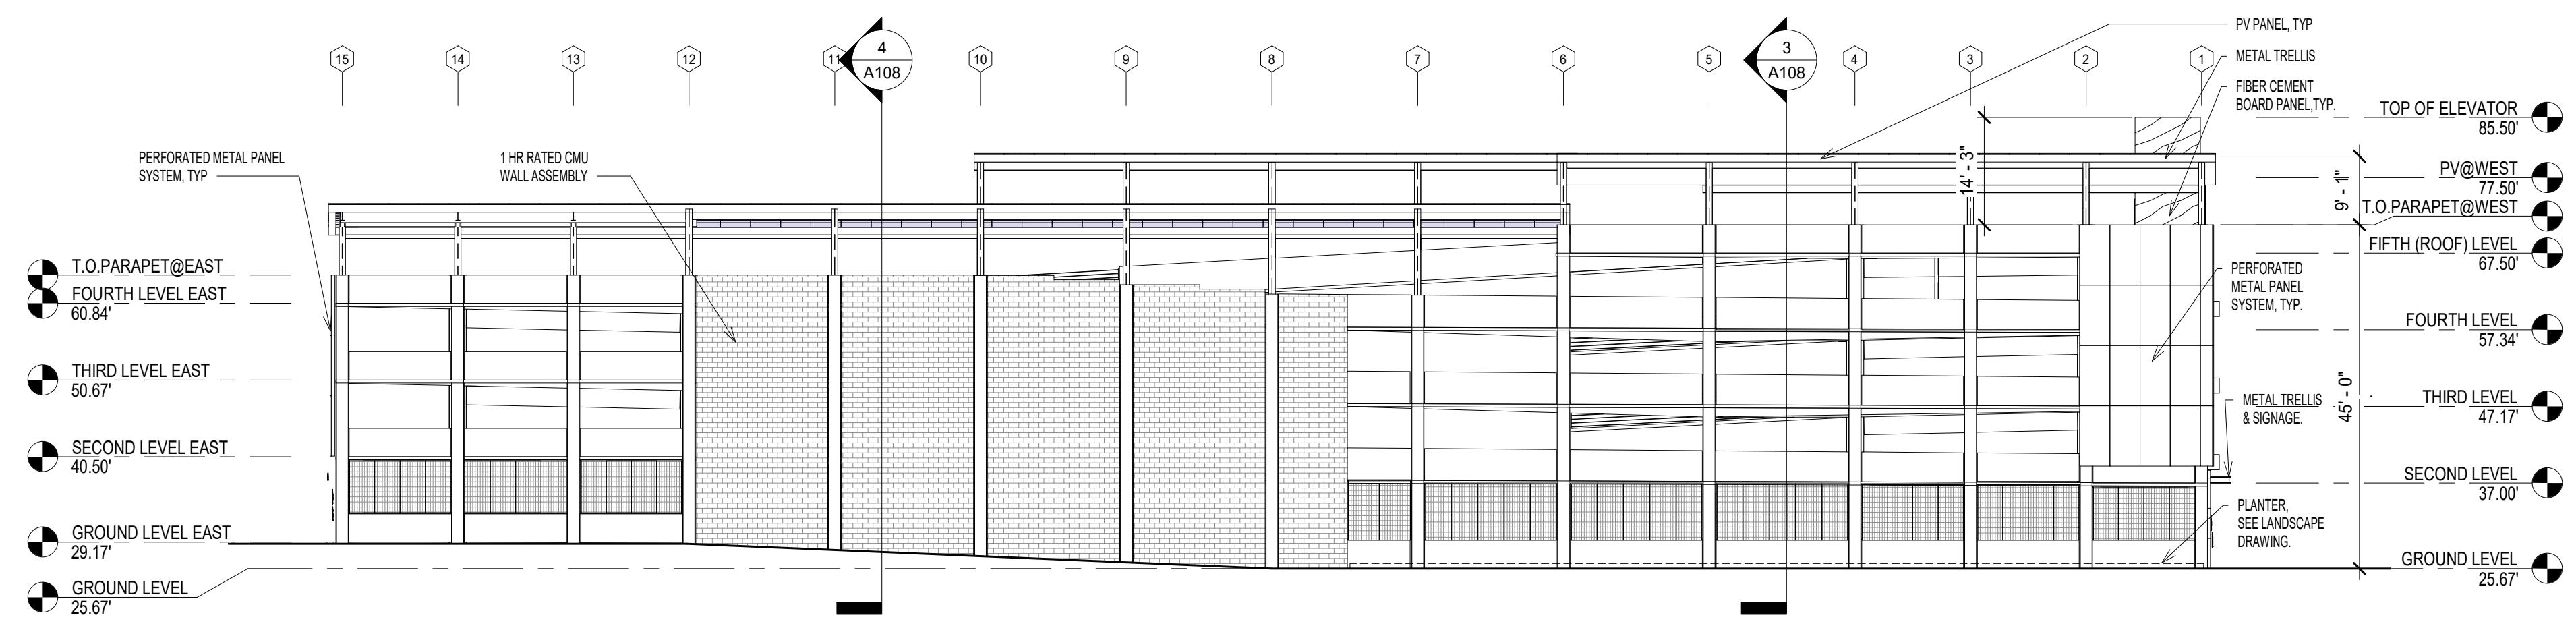 PV PANEL, TYP
METAL TRELLIS
FIBER CEMENT
BOARD PANEL,TYP.
15
14
13
12
11
4
A108
10
9
8
7
6
5
3
A108
4
3
2
1
TOP OF ELEVATOR
85.50'
PERFORATED METAL PANEL
SYSTEM, TYP
1 HR RATED CMU
WALL ASSEMBLY
14' - 3"
9' - 1"
PV@WEST
77.50'
T.O.PARAPET@WEST
FIFTH (ROOF) LEVEL
67.50'
T.O.PARAPET@EAST
FOURTH LEVEL EAST
60.84'
PERFORATED
METAL PANEL
SYSTEM, TYP.
FOURTH LEVEL
57.34'
THIRD LEVEL EAST
50.67'
45' - 0"
METAL TRELLIS
& SIGNAGE.
THIRD LEVEL
47.17'
SECOND LEVEL EAST
40.50'
SECOND LEVEL
37.00'
PLANTER,
SEE LANDSCAPE
DRAWING.
GROUND LEVEL EAST
29.17'
GROUND LEVEL
25.67'
GROUND LEVEL
25.67'